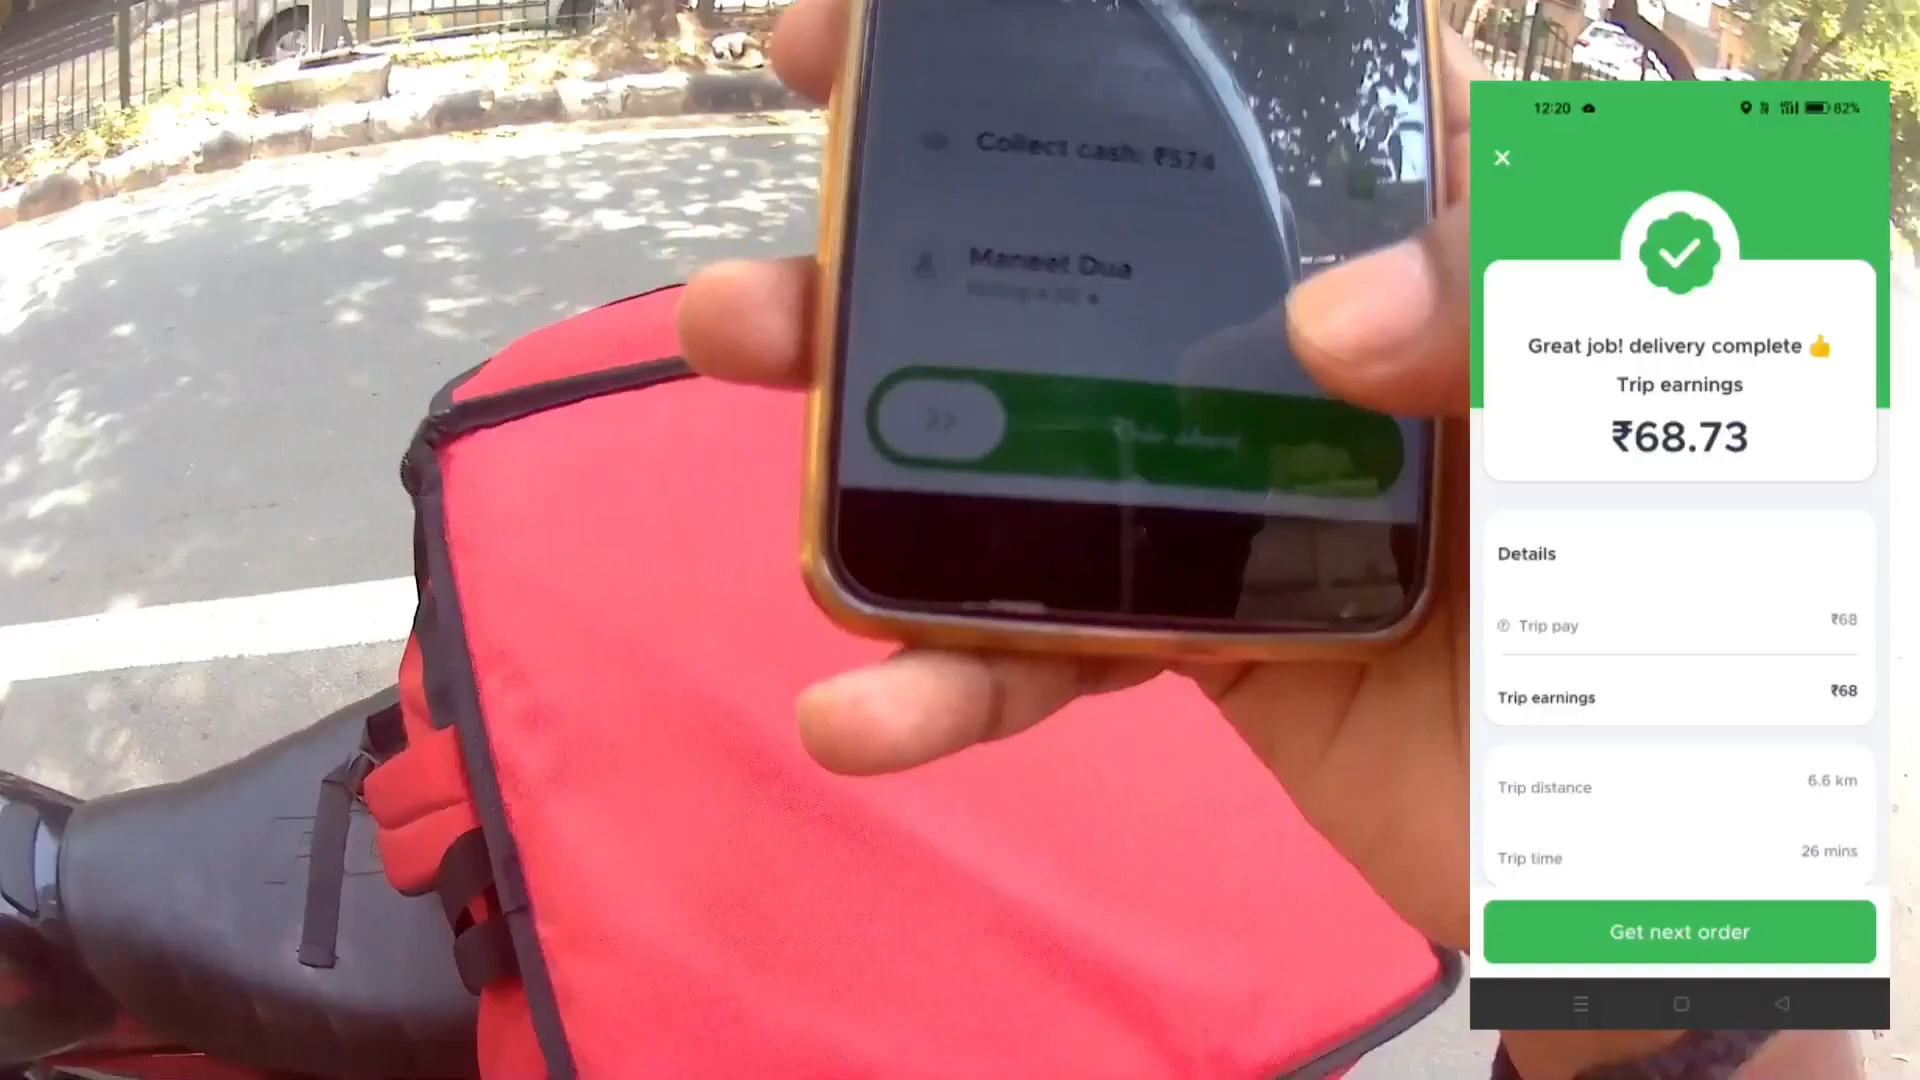 Collect cash: ₹574
Maneet Dua
12:20
82%
Great job! delivery complete 👍
Trip earnings
₹68.73
Details
Trip pay ₹68
Trip earnings ₹68
Trip distance 6.6 km
Trip time 26 mins
Get next order